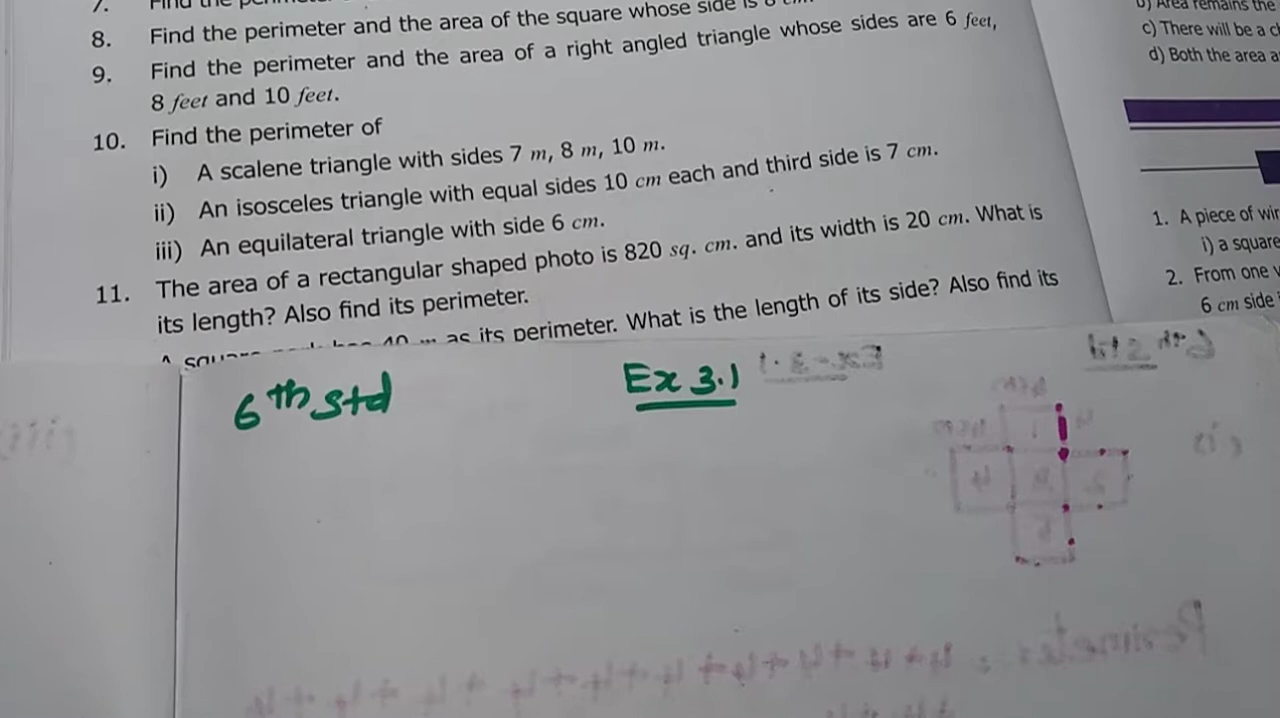 8. Find the perimeter and the area of the square whose side is 8
9. Find the perimeter and the area of a right angled triangle whose sides are 6 feet,
8 feet and 10 feet.
10. Find the perimeter of
i) A scalene triangle with sides 7 m, 8 m, 10 m.
ii) An isosceles triangle with equal sides 10 cm each and third side is 7 cm.
iii) An equilateral triangle with side 6 cm.
11. The area of a rectangular shaped photo is 820 sq. cm. and its width is 20 cm. What is
its length? Also find its perimeter.
as its perimeter. What is the length of its side? Also find its
b) Area remains the
c) There will be a
d) Both the area
1. A piece of
i) a square
2. From one
6 cm side
6th std
Ex 3.1